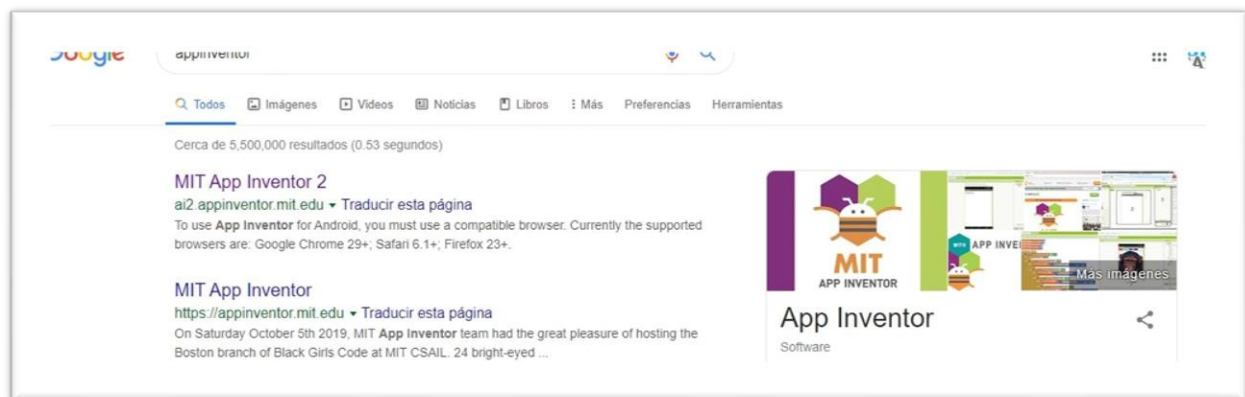 Google
appinventor
Todos Imágenes Videos Noticias Libros Más Preferencias Herramientas
Cerca de 5,500,000 resultados (0.53 segundos)
MIT App Inventor 2
ai2.appinventor.mit.edu ▾ Traducir esta página
To use App Inventor for Android, you must use a compatible browser. Currently the supported
browsers are: Google Chrome 29+; Safari 6.1+; Firefox 23+.
MIT App Inventor
https://appinventor.mit.edu ▾ Traducir esta página
On Saturday October 5th 2019, MIT App Inventor team had the great pleasure of hosting the
Boston branch of Black Girls Code at MIT CSAIL. 24 bright-eyed ...
MIT
APP INVENTOR
MIT APP INVE
Más imágenes
App Inventor
Software